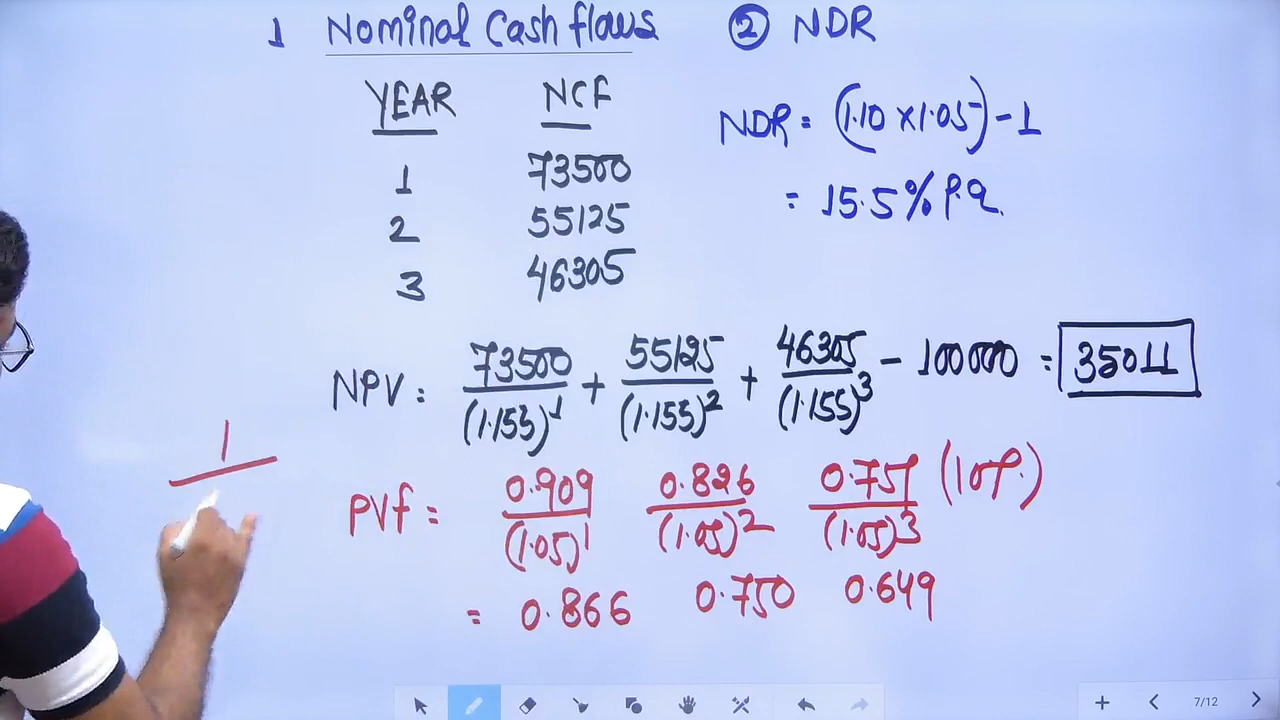 1 Nominal Cash flows
② NDR
YEAR NCF
1 73500
2 55125
3 46305
NDR = (1.10 x 1.05) - 1
= 15.5% P.a.
NPV = 73500/(1.155)^1 + 55125/(1.155)^2 + 46305/(1.155)^3 - 100000 = 35011
PVf = 0.909/(1.05)^1 0.826/(1.05)^2 0.751/(1.05)^3 (10%)
= 0.866 0.750 0.649
1
7/12